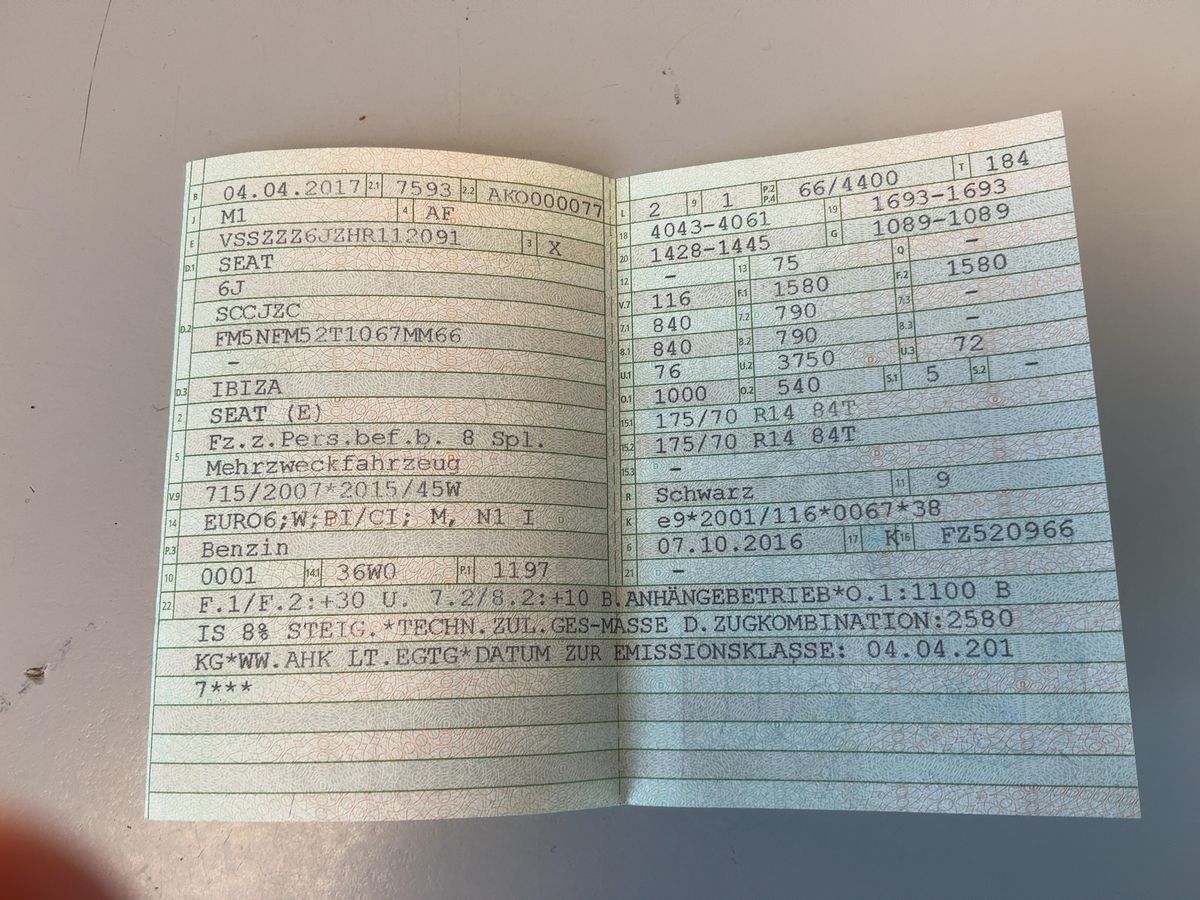 B 04.04.2017 2.1 7593 2.2 AKO000077
J M1 4 AF
E VSSZZZ6JZHR112091 3 X
D.1 SEAT
6J
D.2 SCCJZC
FM5NFM52T1067MM66
–
D.3 IBIZA
2 SEAT (E)
5 Fz.z.Pers.bef.b. 8 Spl.
Mehrzweckfahrzeug
V.9 715/2007*2015/45W
14 EURO6;W;PI/CI; M, N1 I
P.3 Benzin
10 0001 14.1 36W0 P.1 1197
L 2 9 1 P.2 P.4 66/4400 T 184
18 4043-4061 19 1693-1693
20 1428-1445 G 1089-1089
12 – 13 75 Q –
V.7 116 F.1 1580 F.2 1580
7.1 840 7.2 790 7.3 –
8.1 840 8.2 790 8.3 –
U.1 76 U.2 3750 U.3 72
O.1 1000 O.2 540 S.1 5 S.2 –
15.1 175/70 R14 84T
15.2 175/70 R14 84T
15.3 –
R Schwarz 11 9
K e9*2001/116*0067*38
6 07.10.2016 17 K 16 FZ520966
21 –
22 F.1/F.2:+30 U. 7.2/8.2:+10 B.ANHÄNGEBETRIEB*O.1:1100 B
IS 8% STEIG.*TECHN.ZUL.GES-MASSE D.ZUGKOMBINATION:2580
KG*WW.AHK LT.EGTG*DATUM ZUR EMISSIONSKLASSE: 04.04.201
7***